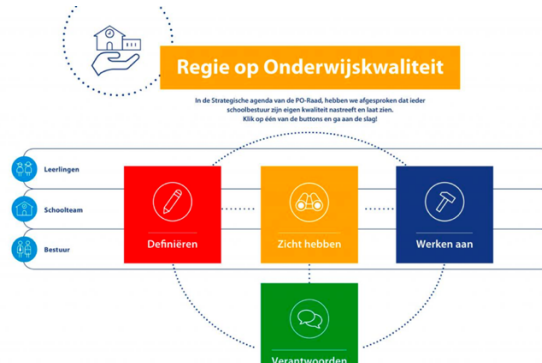 Regie op Onderwijskwaliteit
In de Strategische agenda van de PO-Raad, hebben we afgesproken dat ieder
schoolbestuur zijn eigen kwaliteit nastreeft en laat zien.
Klik op één van de buttons en ga aan de slag!
Leerlingen
Schoolteam
Bestuur
Definiëren
Zicht hebben
Werken aan
Verantwoorden